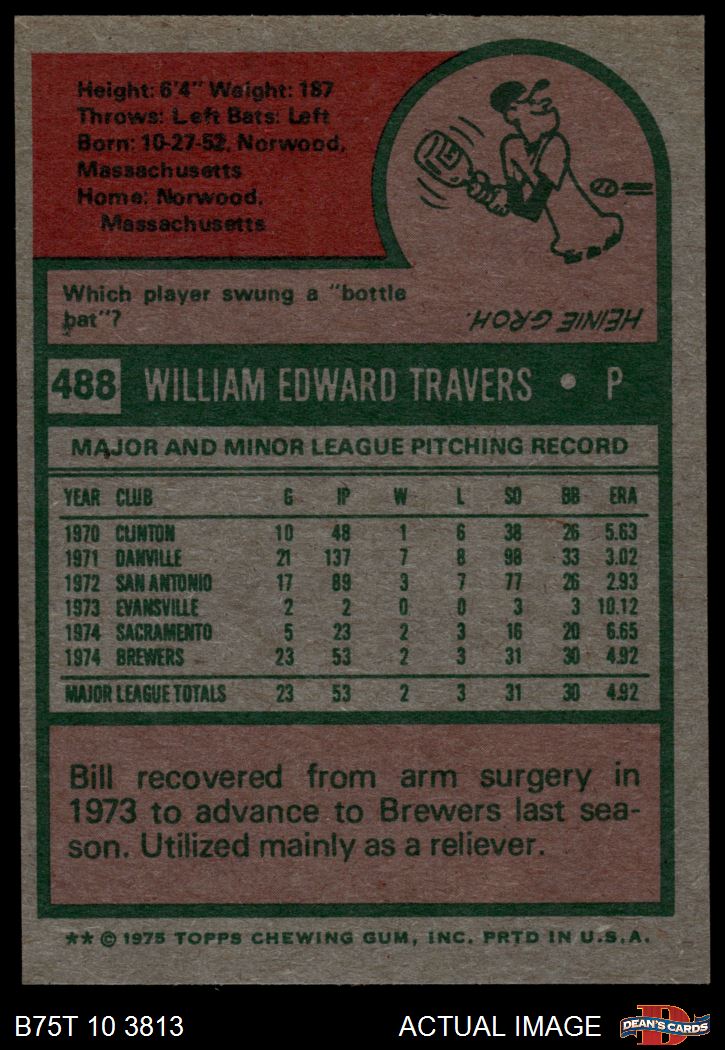 Height: 6'4" Weight: 187
Throws: Left Bats: Left
Born: 10-27-52, Norwood,
Massachusetts
Home: Norwood,
Massachusetts
Which player swung a "bottle
bat"?
HEINIE GROH.
488 WILLIAM EDWARD TRAVERS • P
MAJOR AND MINOR LEAGUE PITCHING RECORD
YEAR CLUB G IP W L SO BB ERA
1970 CLINTON 10 48 1 6 38 26 5.63
1971 DANVILLE 21 137 7 8 98 33 3.02
1972 SAN ANTONIO 17 89 3 7 77 26 2.93
1973 EVANSVILLE 2 2 0 0 3 3 10.12
1974 SACRAMENTO 5 23 2 3 16 20 6.65
1974 BREWERS 23 53 2 3 31 30 4.92
MAJOR LEAGUE TOTALS 23 53 2 3 31 30 4.92
Bill recovered from arm surgery in
1973 to advance to Brewers last sea-
son. Utilized mainly as a reliever.
** © 1975 TOPPS CHEWING GUM, INC. PRTD IN U.S.A.
B75T 10 3813 ACTUAL IMAGE D DEAN'S CARDS